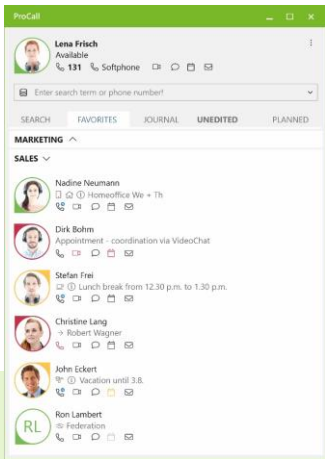 ProCall
Lena Frisch
Available
131 Softphone
Enter search term or phone number!
SEARCH FAVORITES JOURNAL UNEDITED PLANNED
MARKETING
SALES
Nadine Neumann
Homeoffice We + Th
Dirk Bohm
Appointment - coordination via VideoChat
Stefan Frei
Lunch break from 12.30 p.m. to 1.30 p.m.
Christine Lang
→ Robert Wagner
John Eckert
Vacation until 3.8.
RL
Ron Lambert
Federation